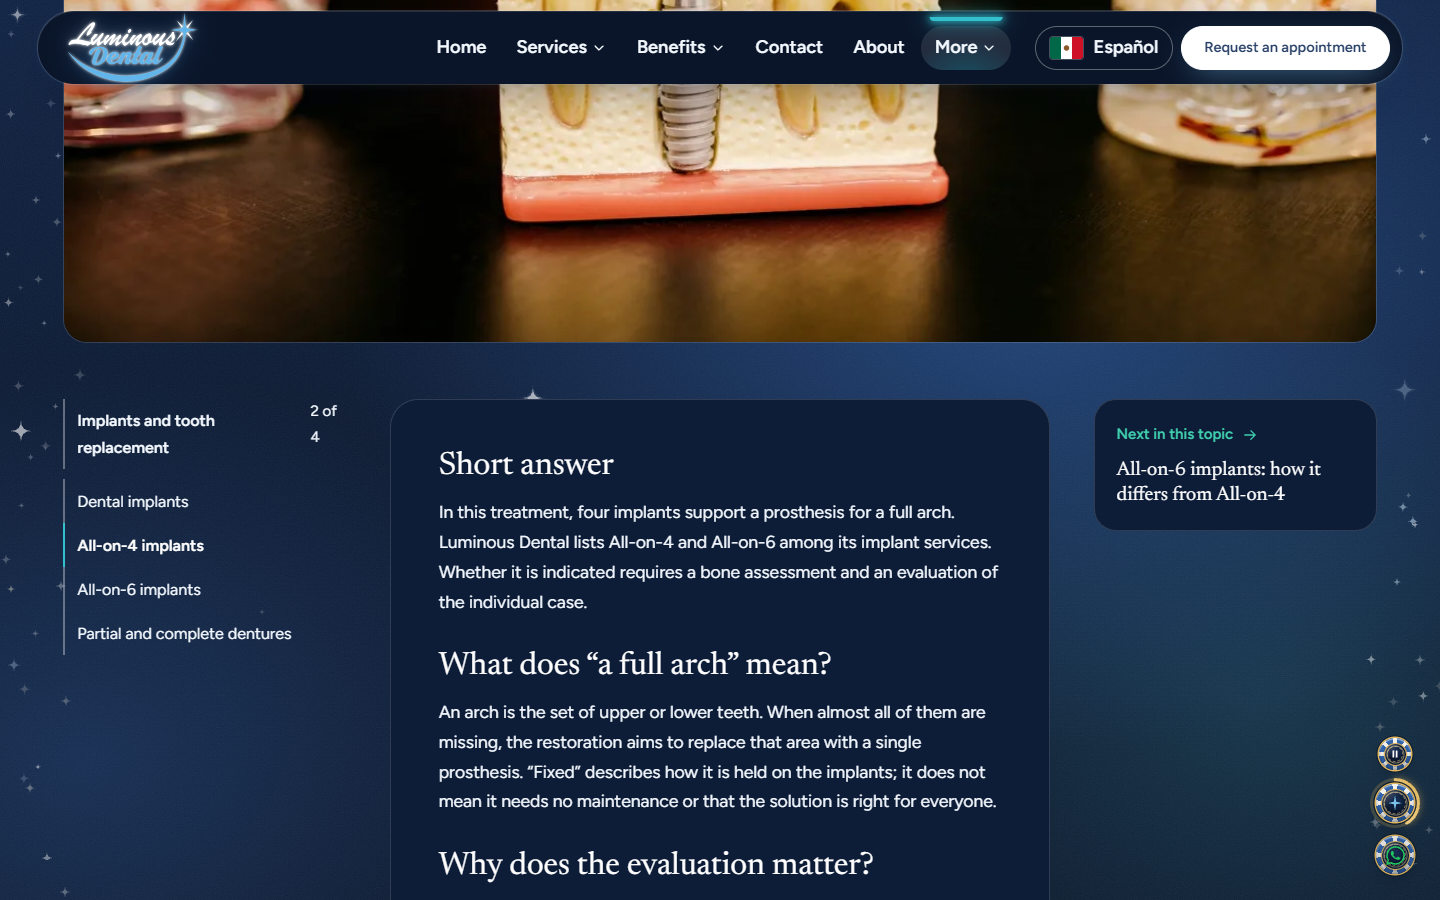 Luminous
Dental
Home
Services
Benefits
Contact
About
More
Español
Request an appointment
Implants and tooth
replacement
2 of
4
Dental implants
All-on-4 implants
All-on-6 implants
Partial and complete dentures
Short answer
In this treatment, four implants support a prosthesis for a full arch.
Luminous Dental lists All-on-4 and All-on-6 among its implant services.
Whether it is indicated requires a bone assessment and an evaluation of
the individual case.
What does “a full arch” mean?
An arch is the set of upper or lower teeth. When almost all of them are
missing, the restoration aims to replace that area with a single
prosthesis. “Fixed” describes how it is held on the implants; it does not
mean it needs no maintenance or that the solution is right for everyone.
Why does the evaluation matter?
Next in this topic →
All-on-6 implants: how it
differs from All-on-4